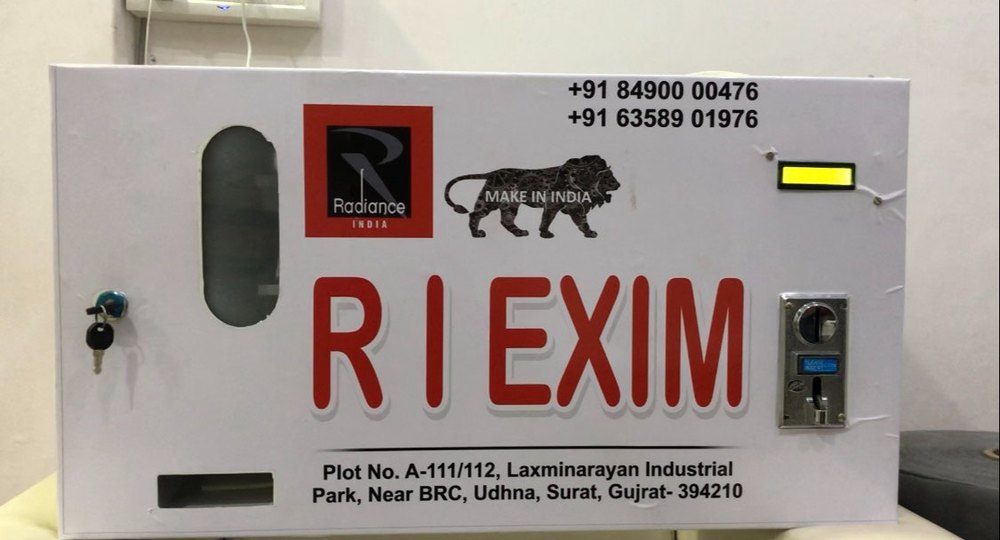 +91 84900 00476
+91 63589 01976
Radiance
INDIA
MAKE IN INDIA
R I EXIM
Plot No. A-111/112, Laxminarayan Industrial
Park, Near BRC, Udhna, Surat, Gujrat- 394210